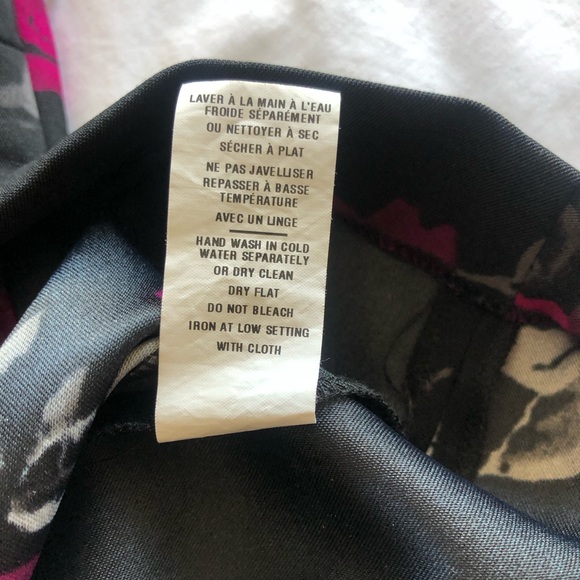 LAVER À LA MAIN À L'EAU
FROIDE SÉPARÉMENT
OU NETTOYER À SEC
SÉCHER À PLAT
NE PAS JAVELLISER
REPASSER À BASSE
TEMPÉRATURE
AVEC UN LINGE
HAND WASH IN COLD
WATER SEPARATELY
OR DRY CLEAN
DRY FLAT
DO NOT BLEACH
IRON AT LOW SETTING
WITH CLOTH